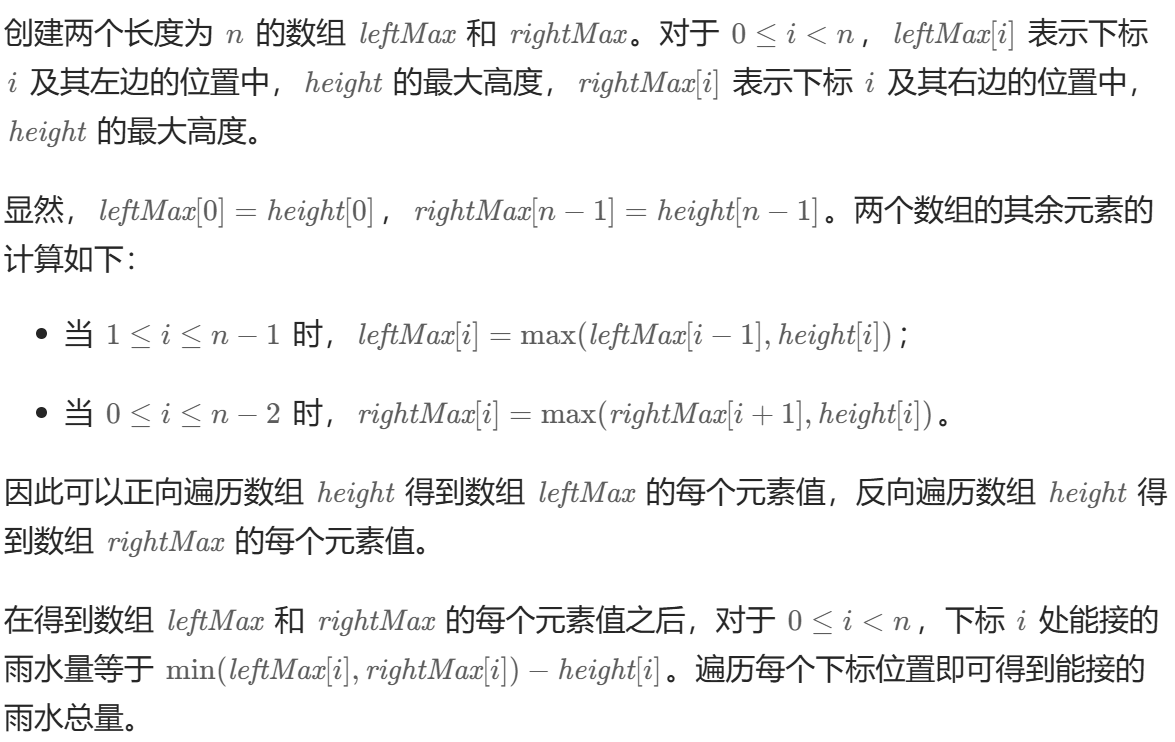 创建两个长度为 n 的数组 leftMax 和 rightMax。对于 0 ≤ i < n，leftMax[i] 表示下标
i 及其左边的位置中，height 的最大高度，rightMax[i] 表示下标 i 及其右边的位置中，
height 的最大高度。
显然，leftMax[0] = height[0]，rightMax[n − 1] = height[n − 1]。两个数组的其余元素的
计算如下：
• 当 1 ≤ i ≤ n − 1 时，leftMax[i] = max(leftMax[i − 1], height[i])；
• 当 0 ≤ i ≤ n − 2 时，rightMax[i] = max(rightMax[i + 1], height[i])。
因此可以正向遍历数组 height 得到数组 leftMax 的每个元素值，反向遍历数组 height 得
到数组 rightMax 的每个元素值。
在得到数组 leftMax 和 rightMax 的每个元素值之后，对于 0 ≤ i < n，下标 i 处能接的
雨水量等于 min(leftMax[i], rightMax[i]) − height[i]。遍历每个下标位置即可得到能接的
雨水总量。